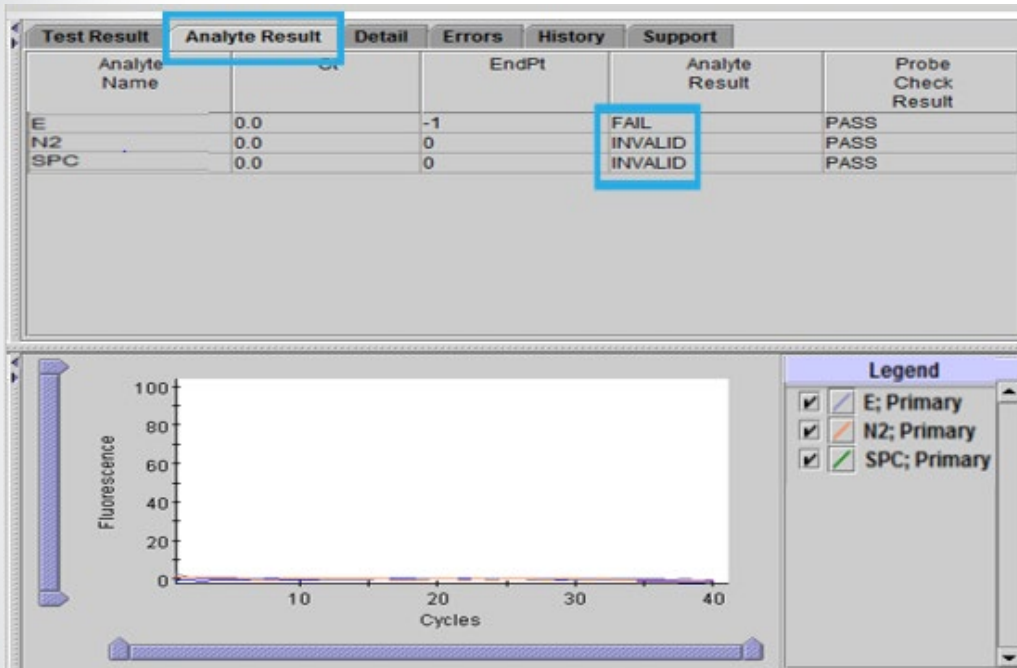 Test Result Analyte Result Detail Errors History Support
Analyte Name Ct EndPt Analyte Result Probe Check Result
E 0.0 -1 FAIL PASS
N2 0.0 0 INVALID PASS
SPC 0.0 0 INVALID PASS
Legend
E; Primary
N2; Primary
SPC; Primary
Fluorescence
100
80
60
40
20
0
10 20 30 40
Cycles